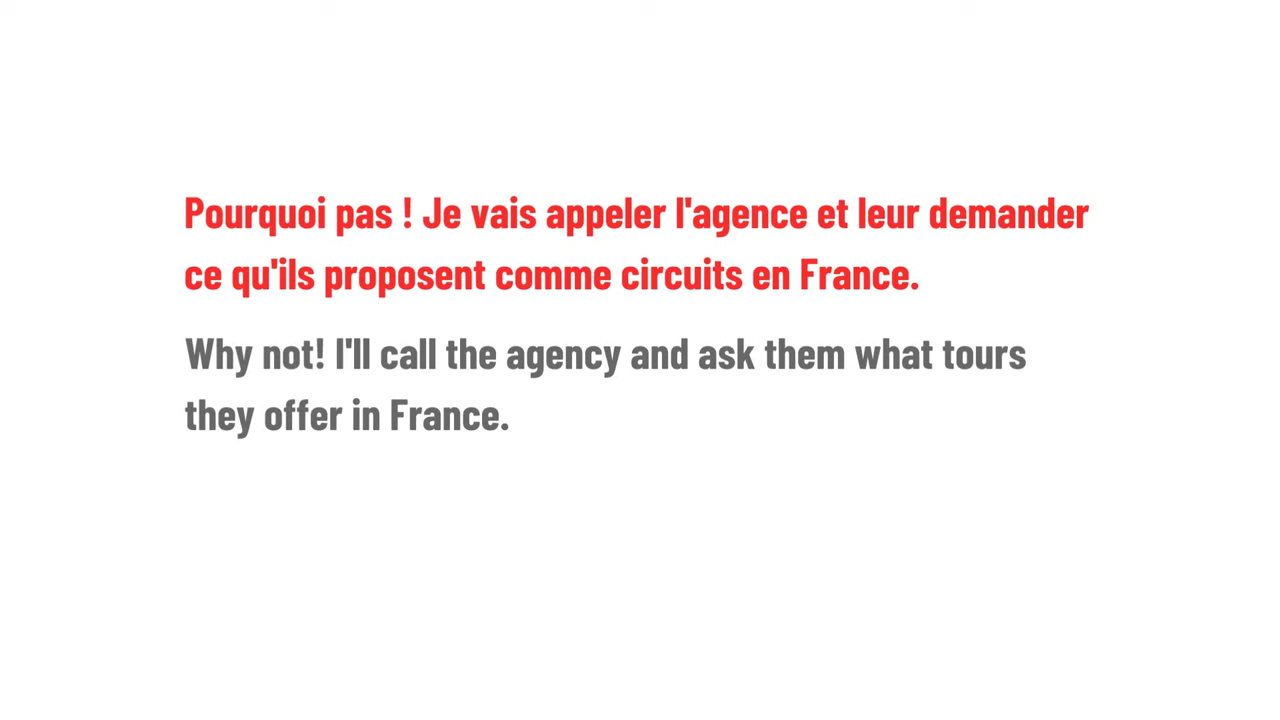 Pourquoi pas ! Je vais appeler l'agence et leur demander
ce qu'ils proposent comme circuits en France.
Why not! I'll call the agency and ask them what tours
they offer in France.